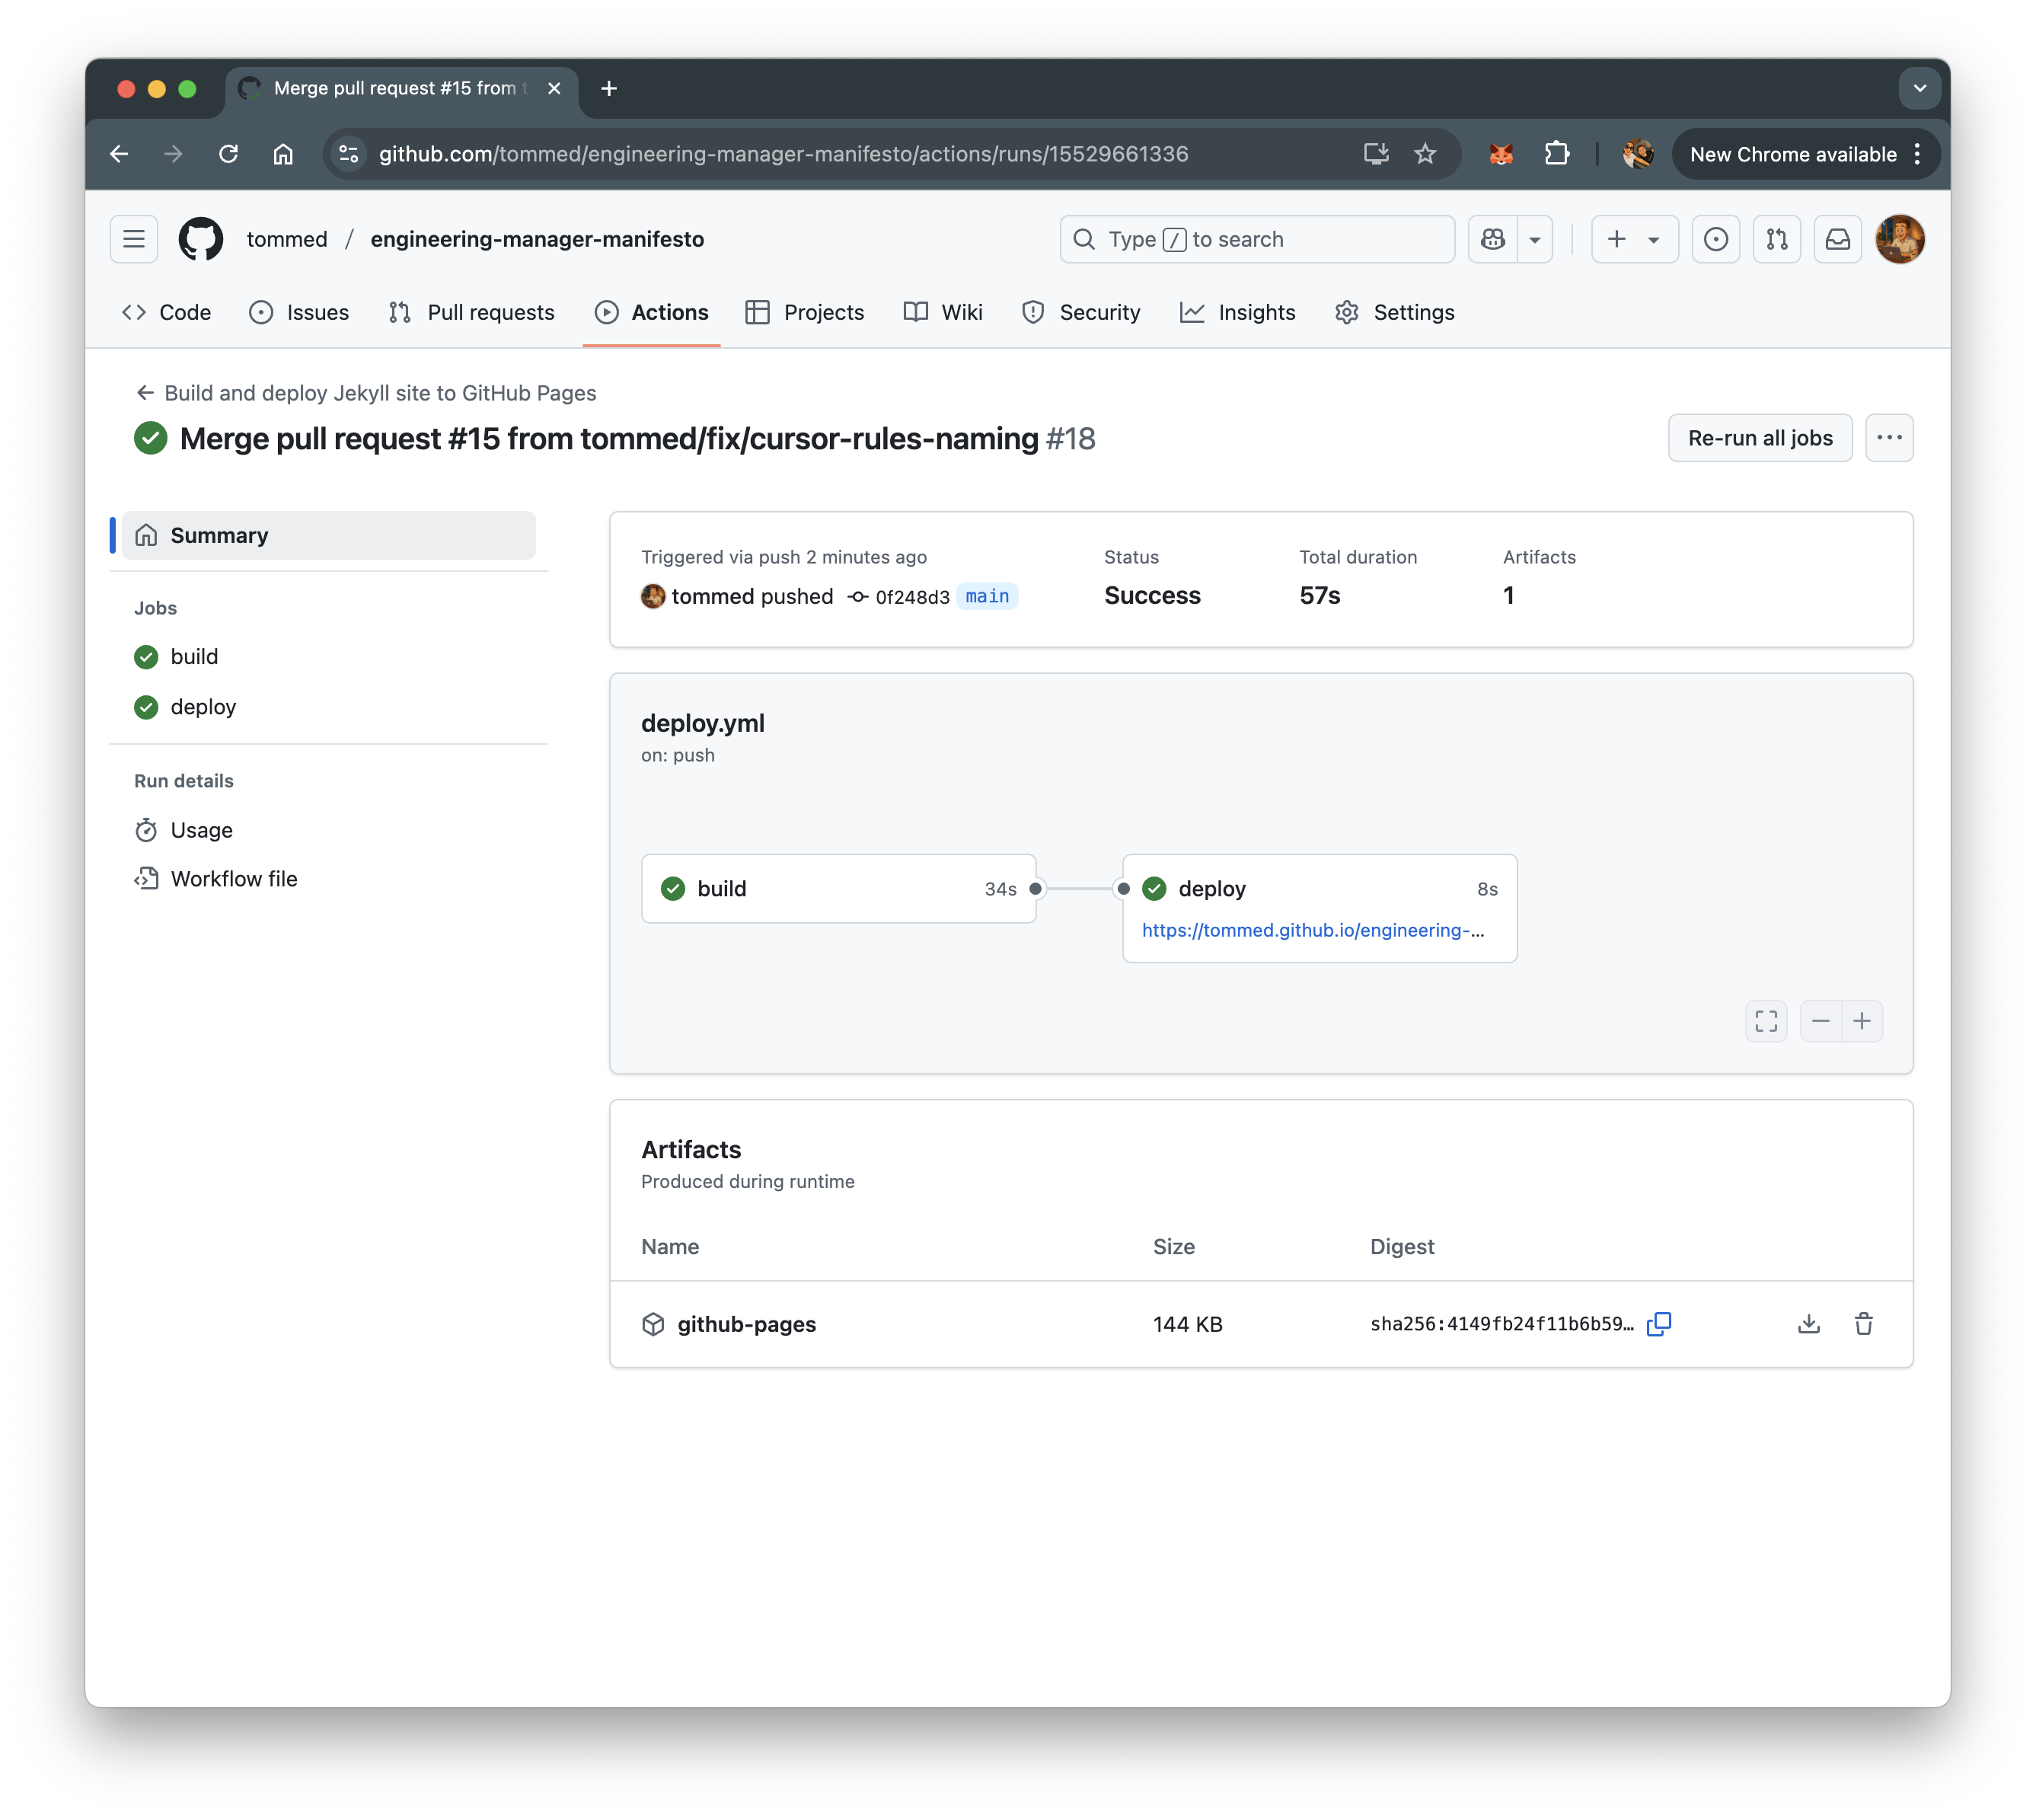 Merge pull request #15 from t
github.com/tommed/engineering-manager-manifesto/actions/runs/15529661336
New Chrome available
tommed / engineering-manager-manifesto
Type / to search
Code Issues Pull requests Actions Projects Wiki Security Insights Settings
Build and deploy Jekyll site to GitHub Pages
Merge pull request #15 from tommed/fix/cursor-rules-naming #18
Re-run all jobs
Summary
Jobs
build
deploy
Run details
Usage
Workflow file
Triggered via push 2 minutes ago
tommed pushed 0f248d3 main
Status
Success
Total duration
57s
Artifacts
1
deploy.yml
on: push
build 34s
deploy 8s
https://tommed.github.io/engineering-...
Artifacts
Produced during runtime
Name Size Digest
github-pages 144 KB sha256:4149fb24f11b6b59…